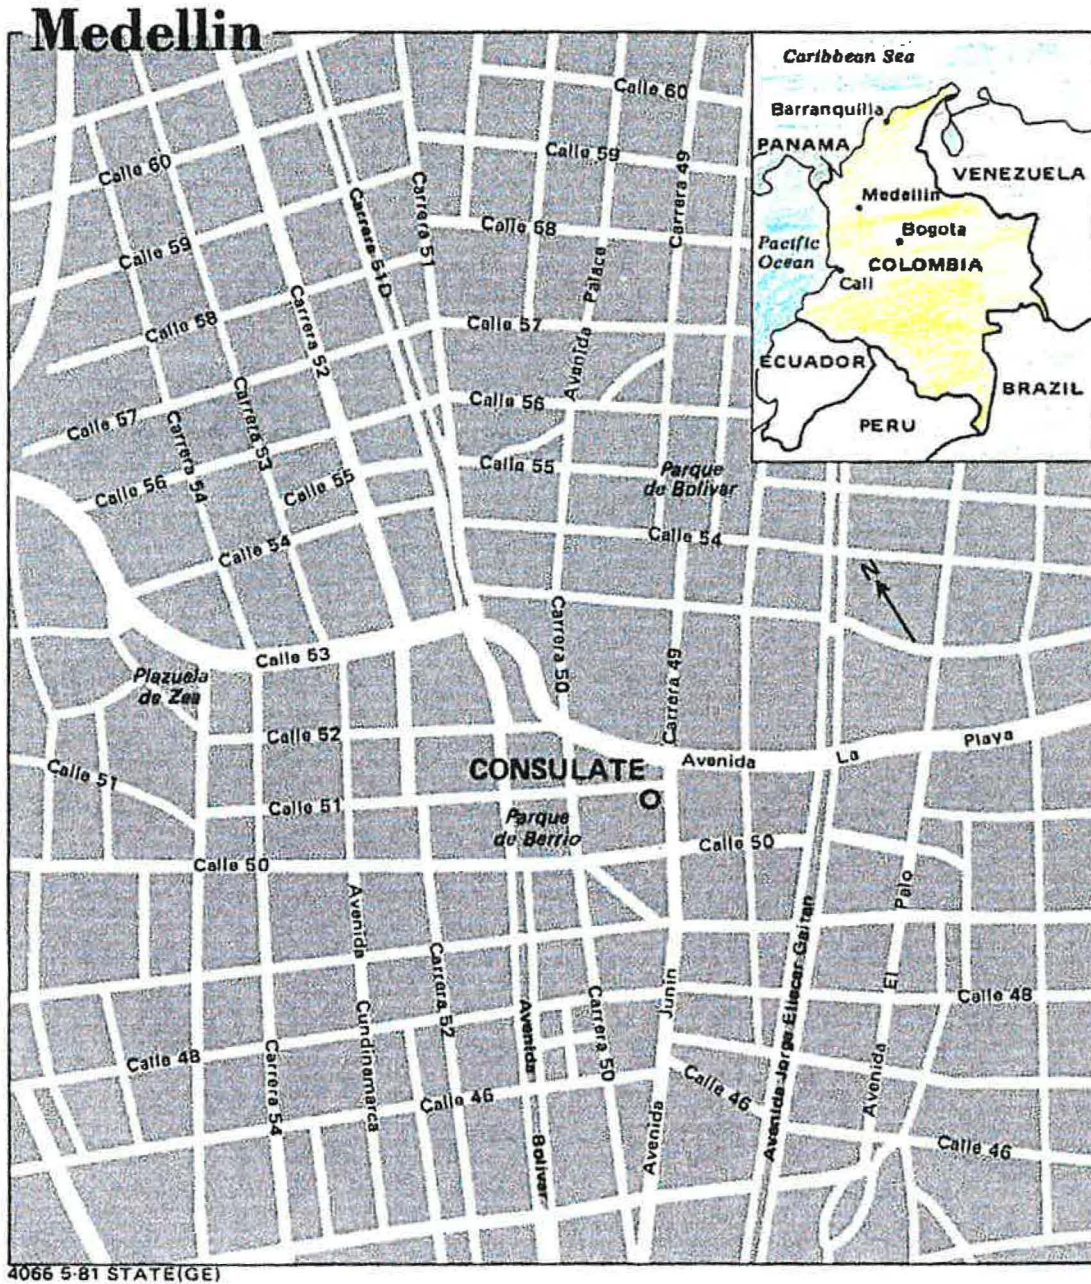 Medellin
Caribbean Sea
Barranquilla
PANAMA
VENEZUELA
Medellin
Bogota
Pacific
Ocean
COLOMBIA
Cali
ECUADOR
BRAZIL
PERU
Calle 60
Calle 60
Calle 59
Calle 59
Carrera 49
Carrera 51
Carrera 51D
Calle 58
Calle 58
Avenida Palace
Carrera 52
Calle 57
Calle 57
Carrera 53
Carrera 54
Calle 56
Calle 56
Calle 55
Calle 55
Parque
de Bolivar
Calle 54
Calle 54
N
Carrera 50
Calle 53
Carrera 49
Plazuela
de Zea
Calle 52
Avenida La Playa
CONSULATE
Calle 51
Calle 51
Parque
de Berrio
Calle 50
Calle 50
Avenida Cundinamarca
Carrera 52
Avenida Bolivar
Carrera 50
Avenida Junin
Avenida Jorge Eliecer Gaitan
Avenida El Palo
Calle 48
Calle 48
Carrera 54
Calle 46
Calle 46
Calle 46
4066 5-81 STATE(GE)